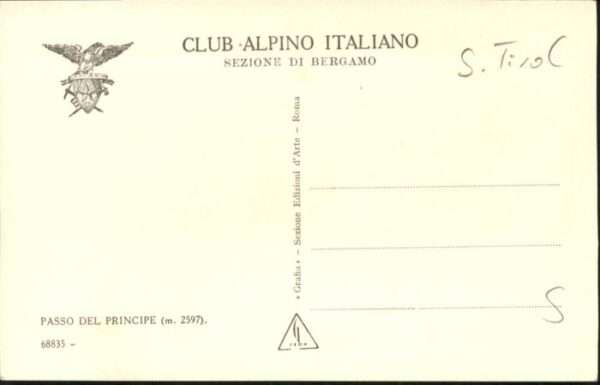 CLUB ALPINO ITALIANO
SEZIONE DI BERGAMO
S. Tirol
« Grafia » - Sezione Edizioni d'Arte - Roma
S
PASSO DEL PRINCIPE (m. 2597).
68835 -